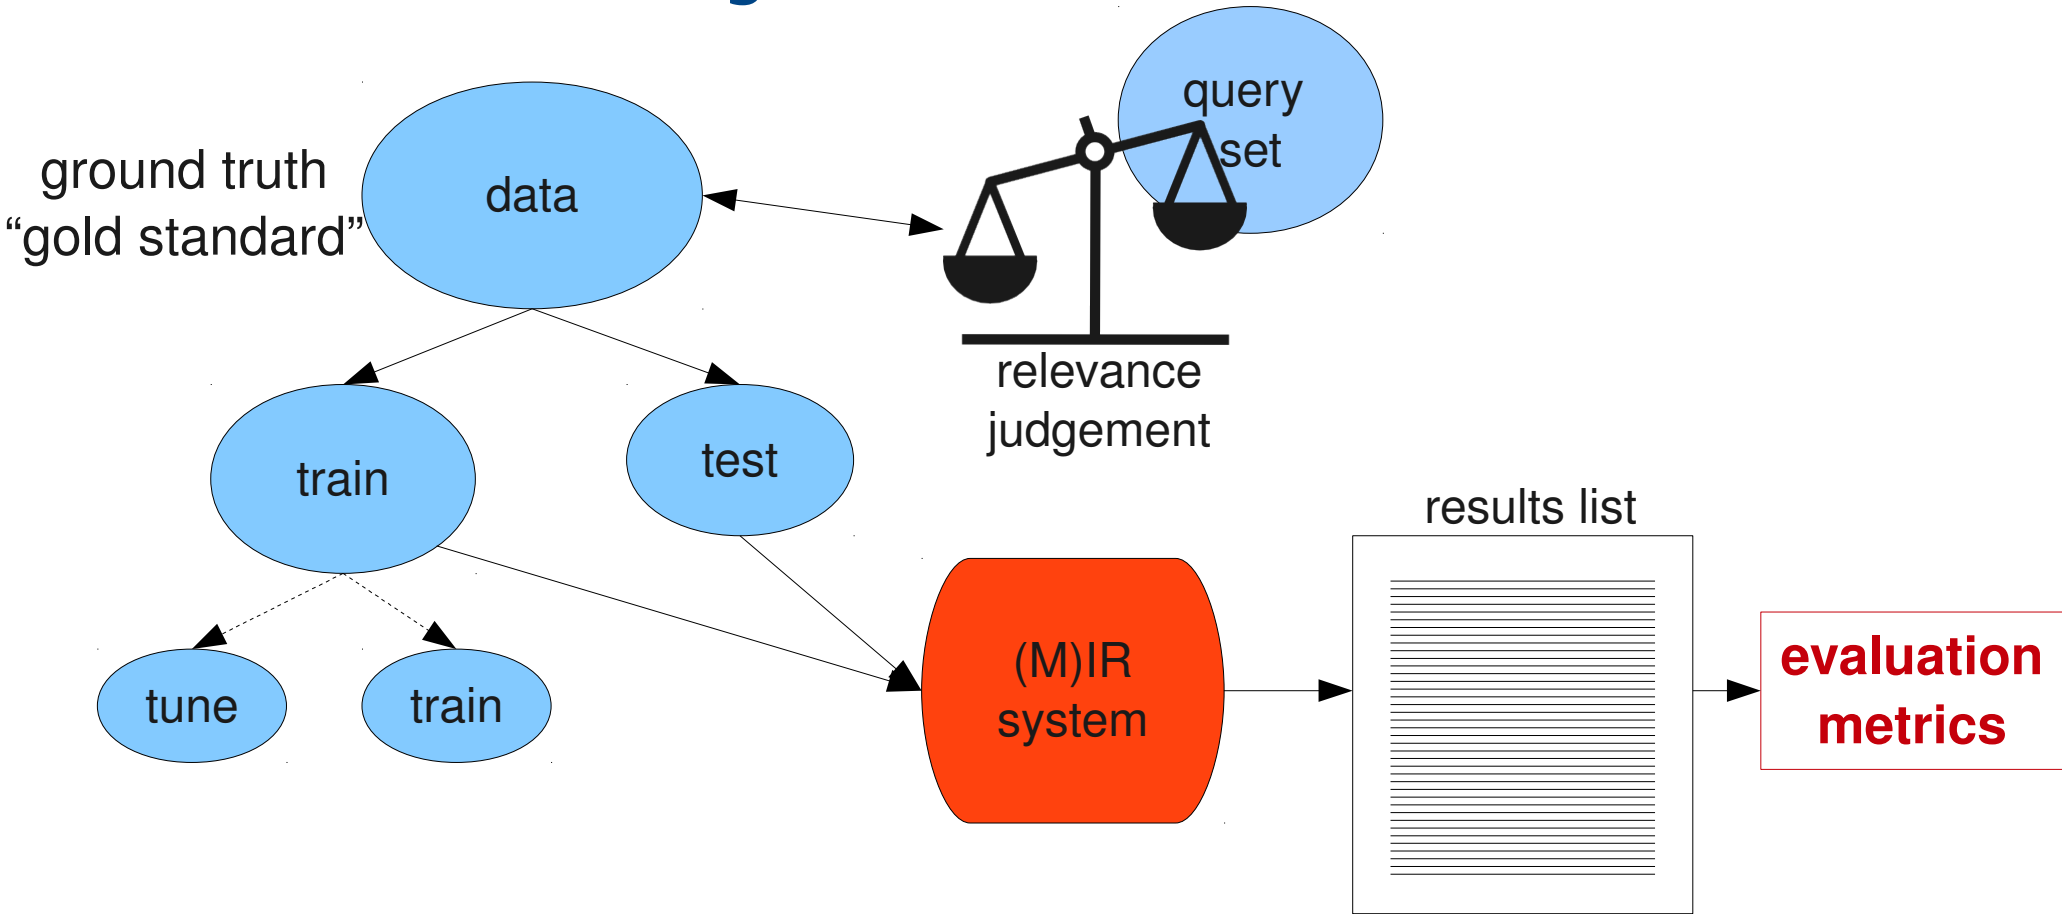 query
set
ground truth
“gold standard”
data
relevance
judgement
train
test
results list
tune
train
(M)IR
system
evaluation
metrics